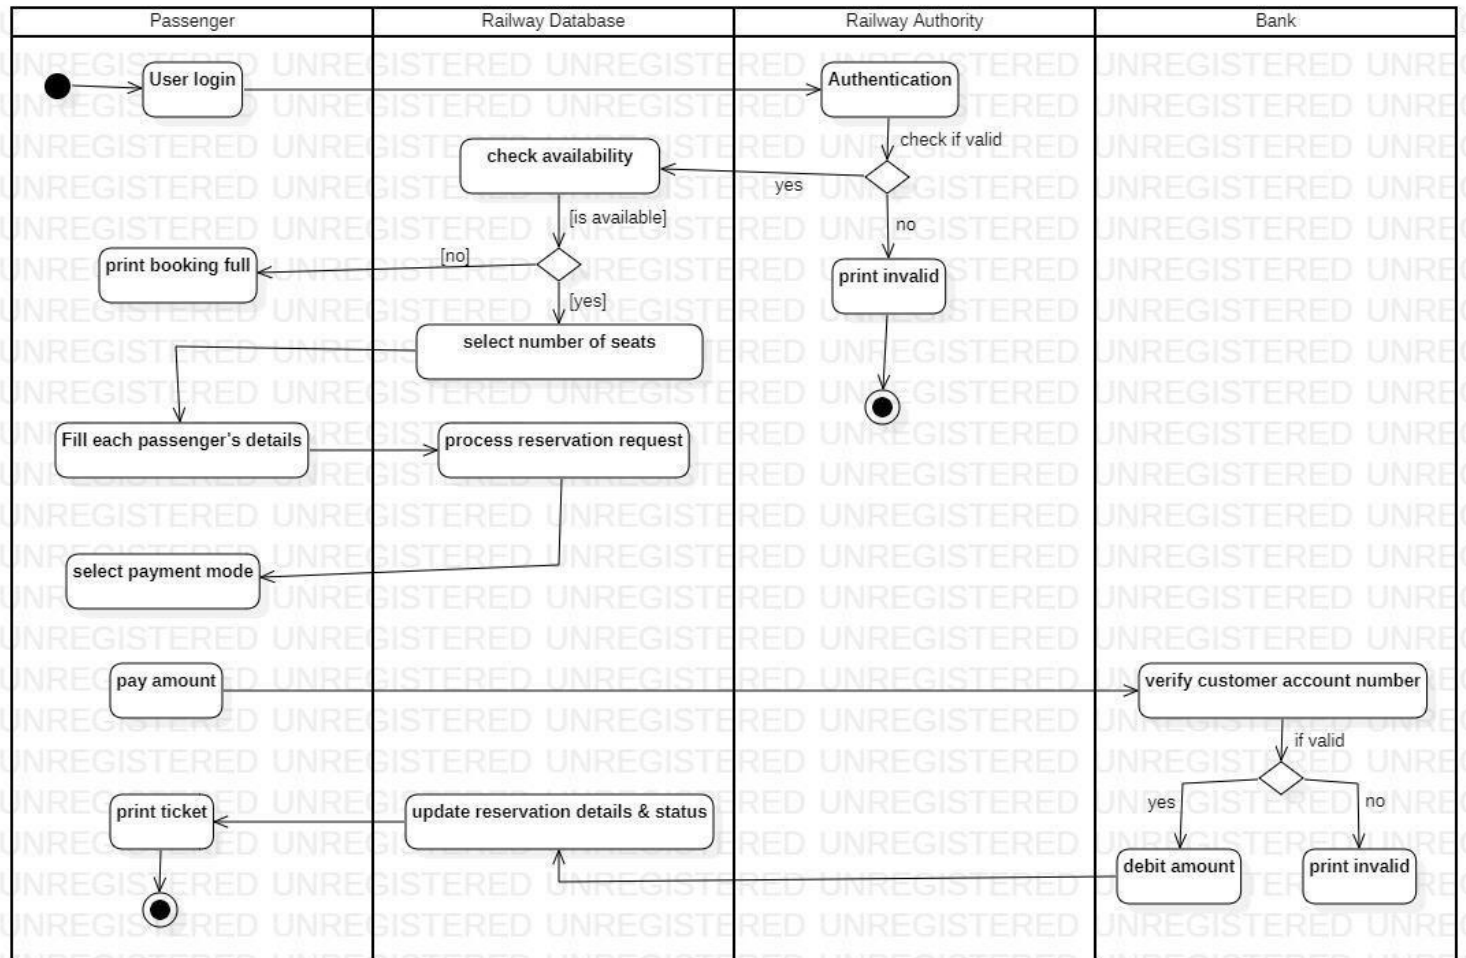 Passenger
Railway Database
Railway Authority
Bank
User login
Authentication
check if valid
check availability
yes
[is available]
no
print booking full
[no]
print invalid
[yes]
select number of seats
Fill each passenger's details
process reservation request
select payment mode
pay amount
verify customer account number
if valid
yes
no
print ticket
update reservation details & status
debit amount
print invalid
UNREGISTERED